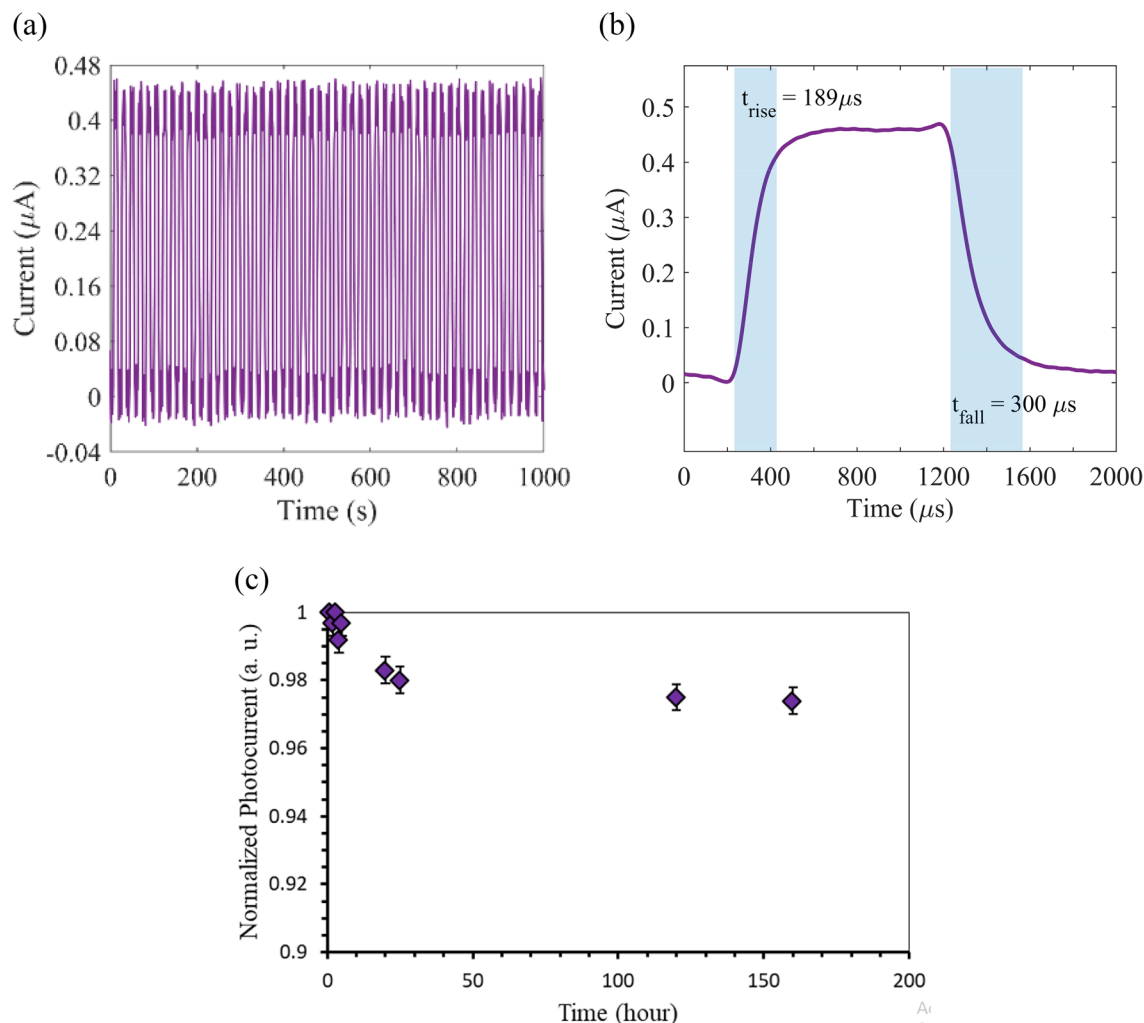 (a)
0.48
0.4
0.32
0.24
0.16
0.08
0
-0.04
Current (μA)
0 200 400 600 800 1000
Time (s)
(b)
t_rise = 189μs
0.5
0.4
0.3
0.2
0.1
0
Current (μA)
t_fall = 300 μs
0 400 800 1200 1600 2000
Time (μs)
(c)
1
0.98
0.96
0.94
0.92
0.9
Normalized Photocurrent (a. u.)
0 50 100 150 200
Time (hour)